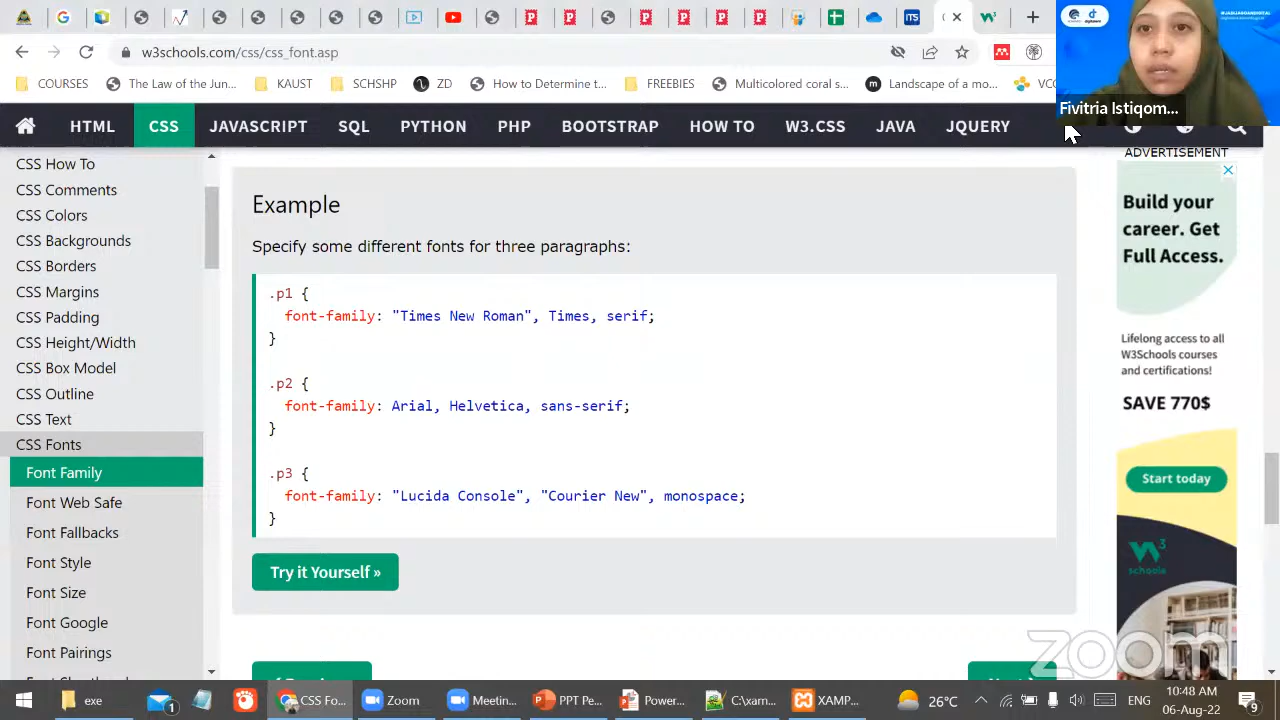 w3schools.com/css/css_font.asp
COURSES
The Law of the Jun...
KAUST
CHSHP
ZD
How to Determine t...
FREEBIES
Multicolored coral s...
Landscape of a mo...
VCC
Fivitria Istiqom...
HTML
CSS
JAVASCRIPT
SQL
PYTHON
PHP
BOOTSTRAP
HOW TO
W3.CSS
JAVA
JQUERY
CSS How To
CSS Comments
CSS Colors
CSS Backgrounds
CSS Borders
CSS Margins
CSS Padding
CSS Height/Width
CSS Box Model
CSS Outline
CSS Text
CSS Fonts
Font Family
Font Web Safe
Font Fallbacks
Font Style
Font Size
Font Google
Font Pairings
Example
Specify some different fonts for three paragraphs:
.p1 {
font-family: "Times New Roman", Times, serif;
}
.p2 {
font-family: Arial, Helvetica, sans-serif;
}
.p3 {
font-family: "Lucida Console", "Courier New", monospace;
}
Try it Yourself »
ADVERTISEMENT
Build your
career. Get
Full Access.
Lifelong access to all
W3Schools courses
and certifications!
SAVE 770$
Start today
W3
schools
zoom
exe
1
CSS Fo...
Zoom
Meetin...
PPT Pe...
Power...
C:\xam...
XAMP...
26°C
ENG
10:48 AM
06-Aug-22
9